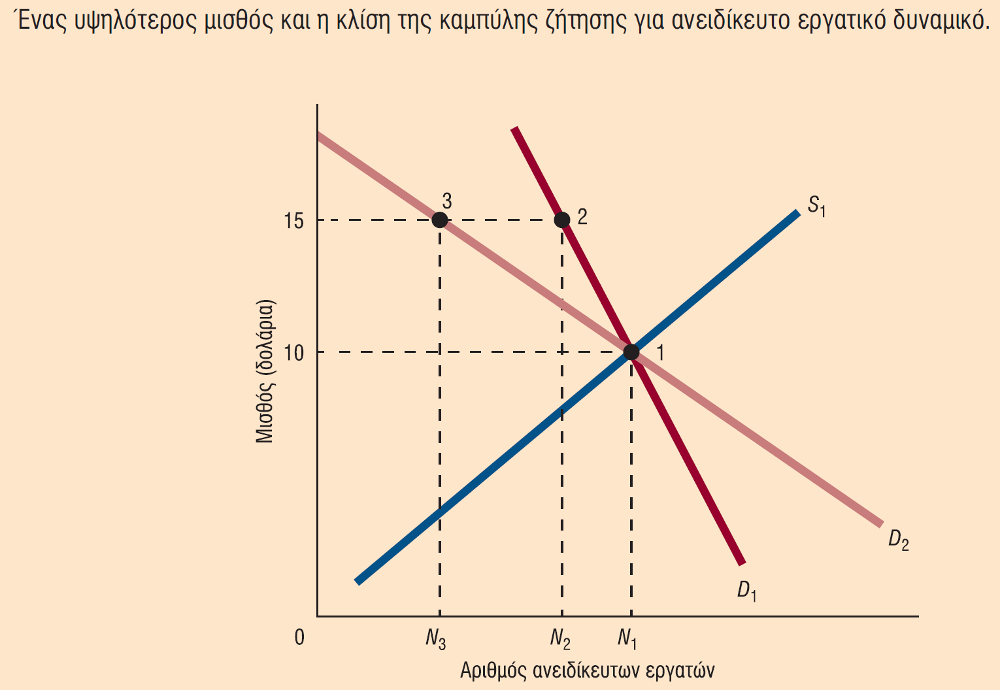 Ένας υψηλότερος μισθός και η κλίση της καμπύλης ζήτησης για ανειδίκευτο εργατικό δυναμικό.
S1
3
15
2
Μισθός (δολάρια)
10
1
D2
D1
0
N3
N2
N1
Αριθμός ανειδίκευτων εργατών